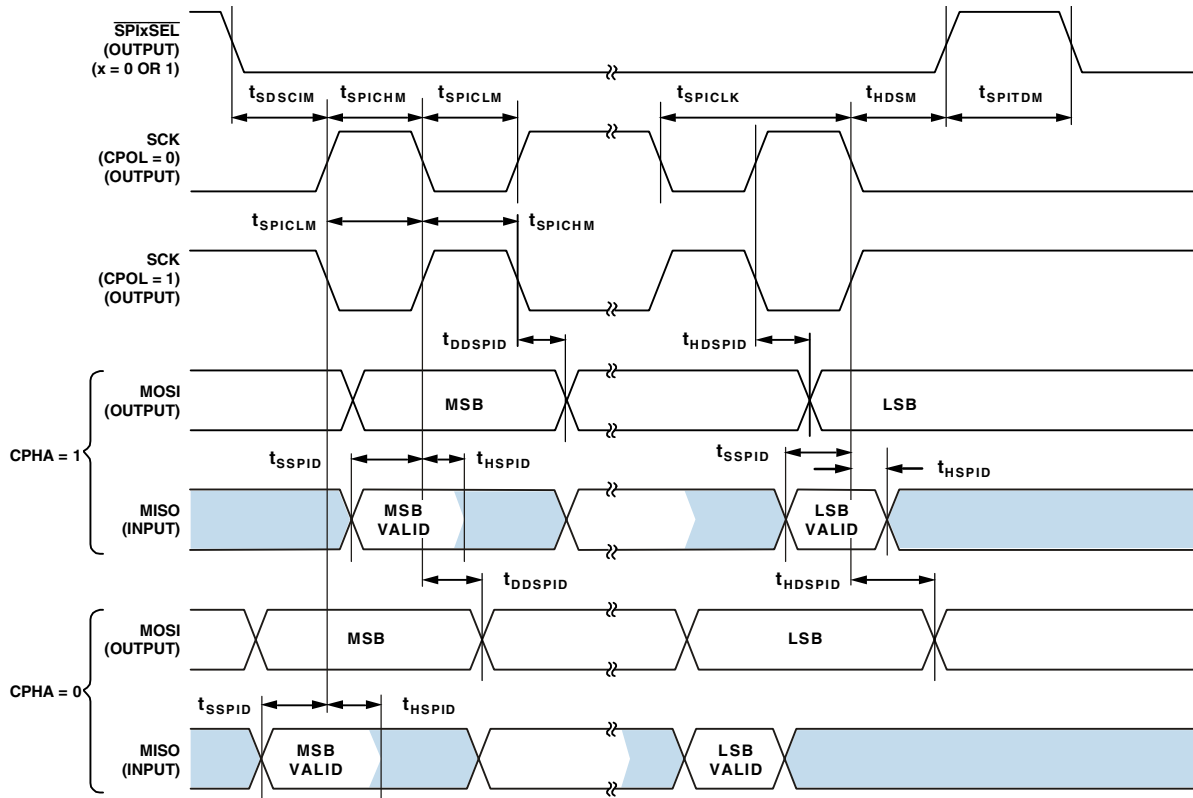 SPIxSEL
(OUTPUT)
(x = 0 OR 1)
tSDSCIM tSPICHM tSPICLM tSPICLK tHDSM tSPITDM
SCK
(CPOL = 0)
(OUTPUT)
tSPICLM tSPICHM
SCK
(CPOL = 1)
(OUTPUT)
tDDSPID tHDSPID
MOSI
(OUTPUT)
MSB LSB
CPHA = 1
tSSPID tHSPID tSSPID tHSPID
MISO
(INPUT)
MSB
VALID
LSB
VALID
tDDSPID tHDSPID
MOSI
(OUTPUT)
MSB LSB
CPHA = 0
tSSPID tHSPID
MISO
(INPUT)
MSB
VALID
LSB
VALID